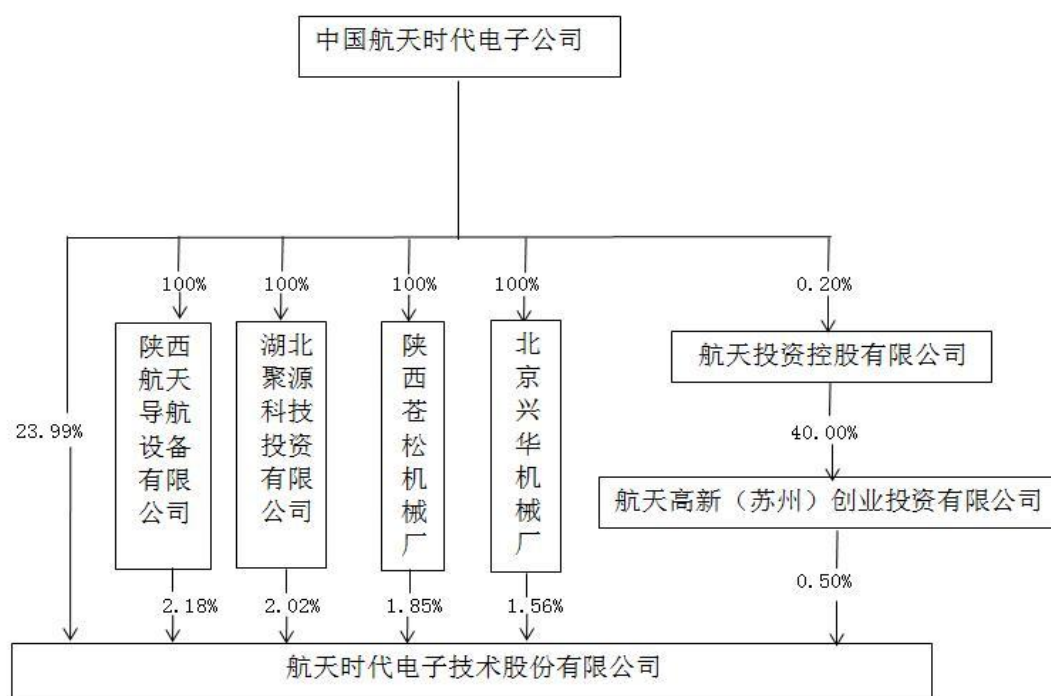 中国航天时代电子公司
100%
100%
100%
100%
0.20%
陕西
航天
导航
设备
有限
公司
湖北
聚源
科技
投资
有限
公司
陕
西
苍
松
机
械
厂
北
京
兴
华
机
械
厂
航天投资控股有限公司
23.99%
40.00%
航天高新（苏州）创业投资有限公司
2.18%
2.02%
1.85%
1.56%
0.50%
航天时代电子技术股份有限公司